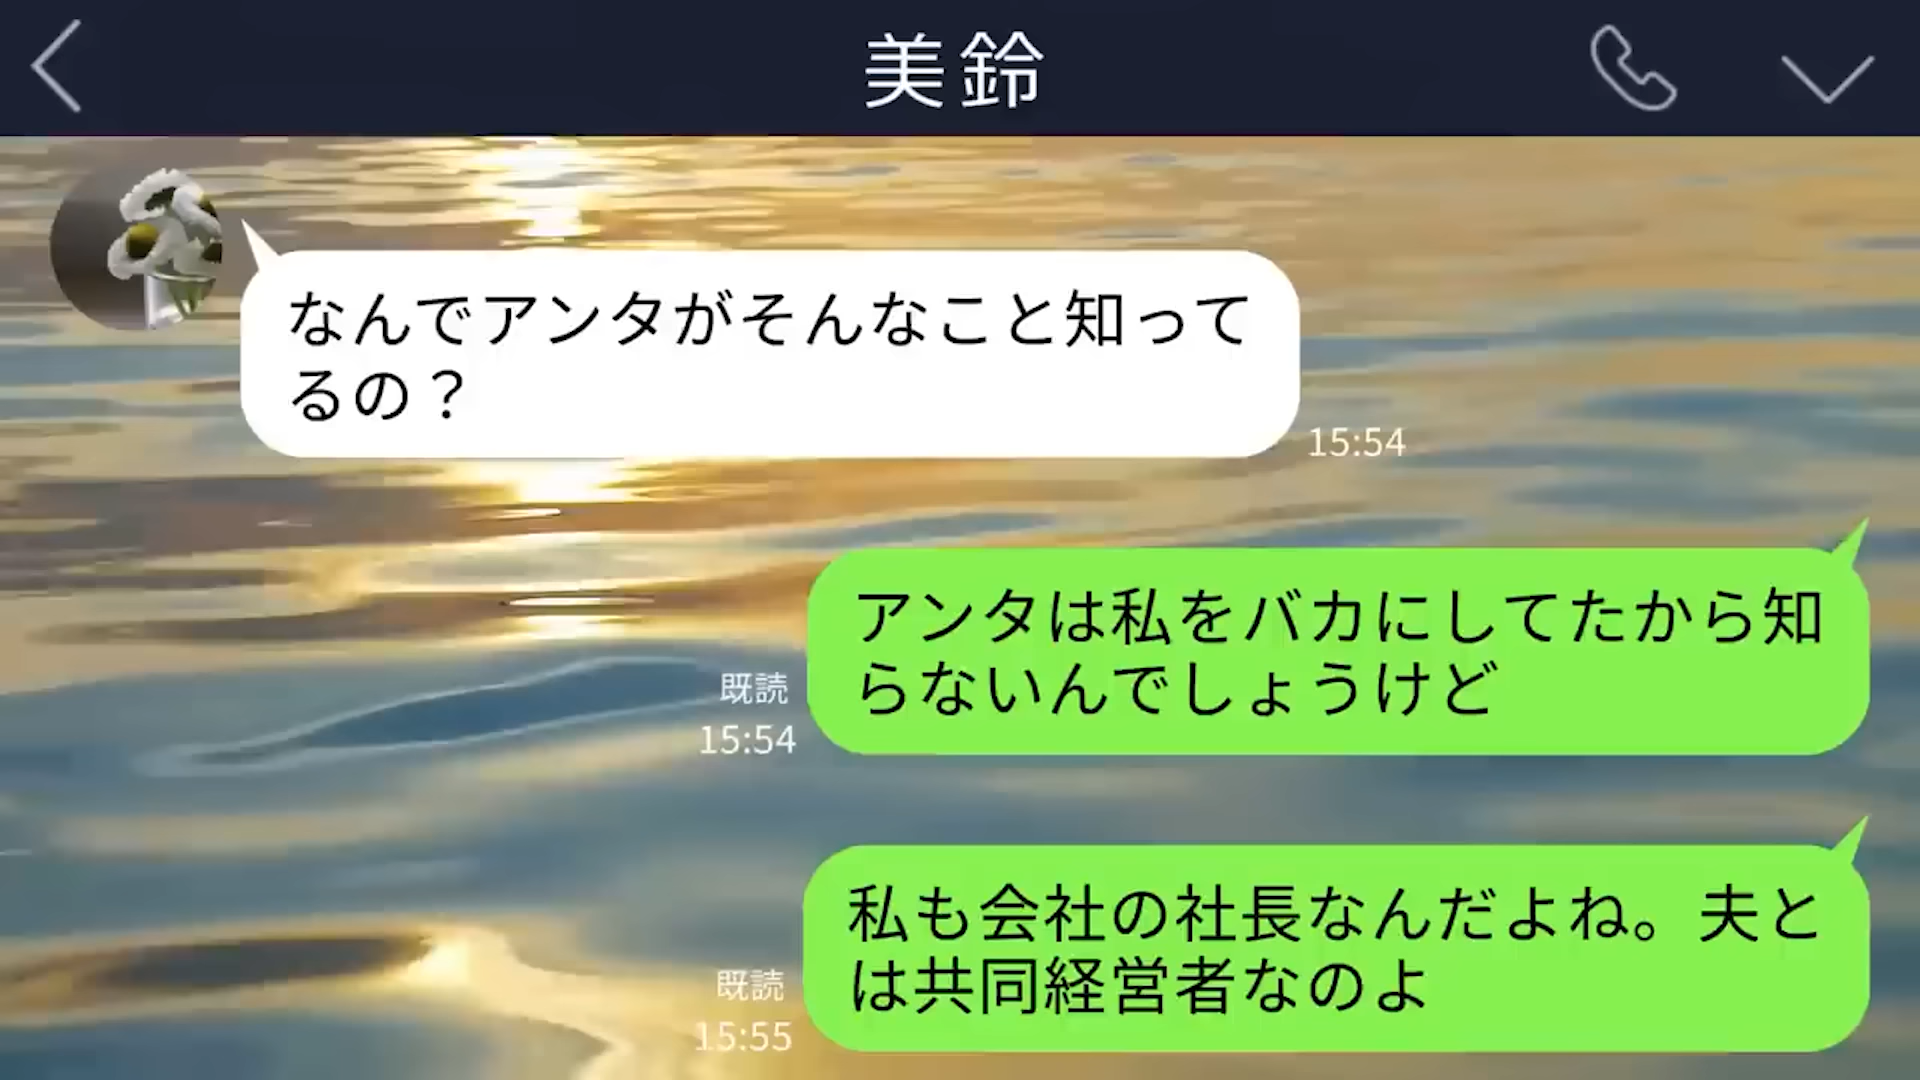 美鈴
なんでアンタがそんなこと知って
るの？
15:54
アンタは私をバカにしてたから知
らないんでしょうけど
既読
15:54
私も会社の社長なんだよね。夫と
は共同経営者なのよ
既読
15:55